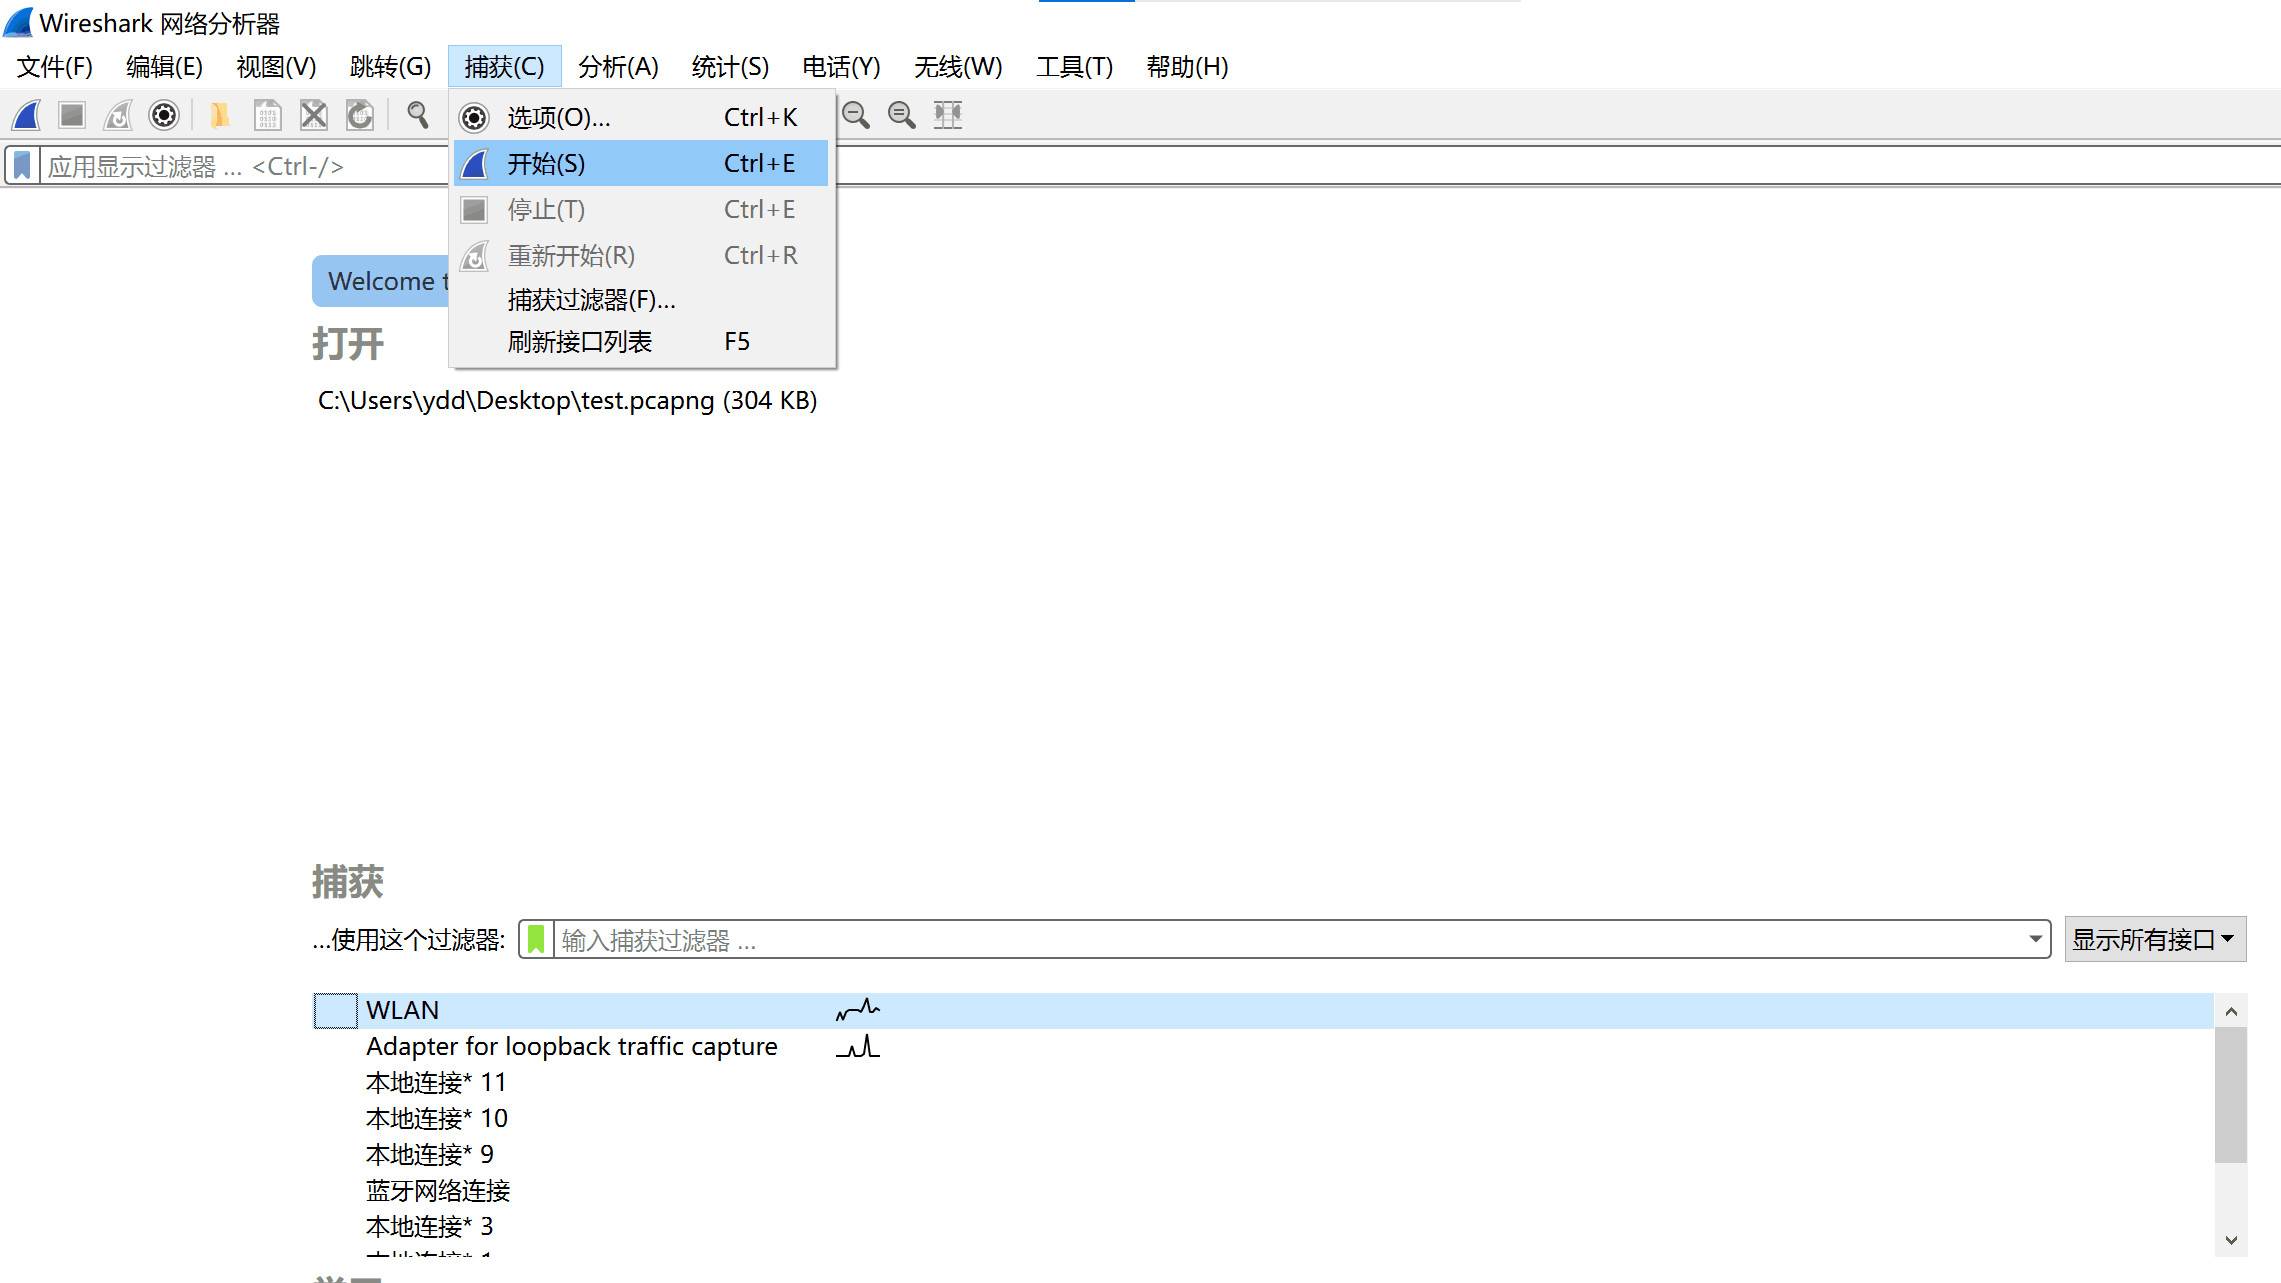 Wireshark 网络分析器
文件(F) 编辑(E) 视图(V) 跳转(G) 捕获(C) 分析(A) 统计(S) 电话(Y) 无线(W) 工具(T) 帮助(H)
选项(O)... Ctrl+K
应用显示过滤器 ... <Ctrl-/>
开始(S) Ctrl+E
停止(T) Ctrl+E
重新开始(R) Ctrl+R
Welcome t
捕获过滤器(F)...
刷新接口列表 F5
打开
C:\Users\ydd\Desktop\test.pcapng (304 KB)
捕获
...使用这个过滤器: 输入捕获过滤器 ... 显示所有接口
WLAN
Adapter for loopback traffic capture
本地连接* 11
本地连接* 10
本地连接* 9
蓝牙网络连接
本地连接* 3